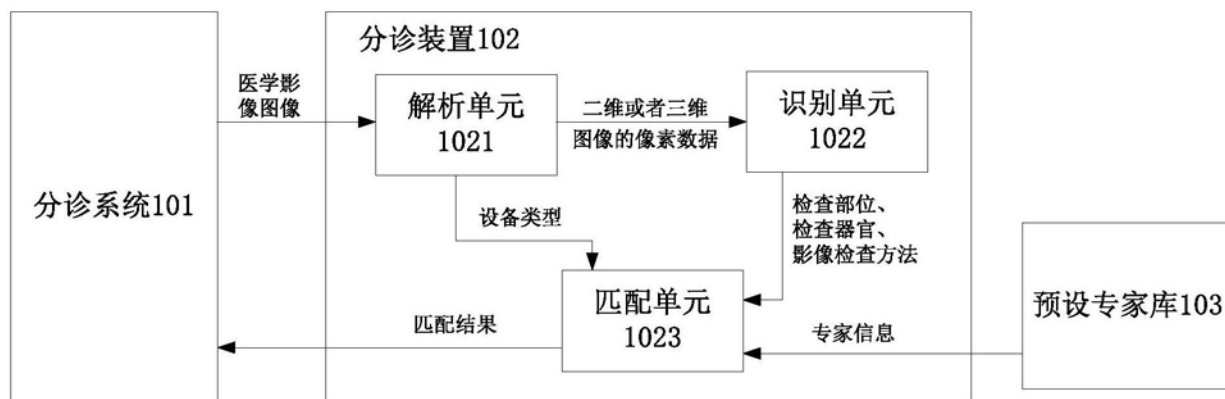 分诊装置102
医学影
像图像
解析单元
1021
二维或者三维
图像的像素数据
识别单元
1022
分诊系统101
设备类型
检查部位、
检查器官、
影像检查方法
匹配单元
1023
匹配结果
专家信息
预设专家库103